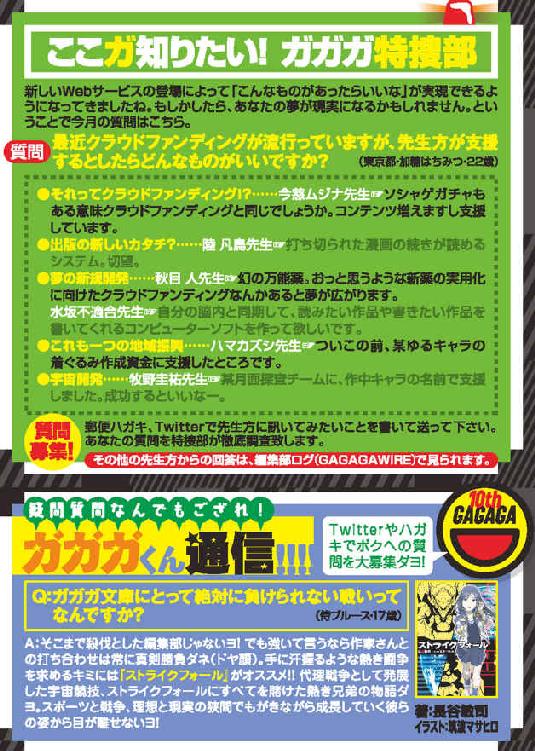 ここガ知りたい! ガガガ特捜部
新しいWebサービスの登場によって「こんなものがあったらいいな」が実現できるよ
うになってきましたね。もしかしたら、あなたの夢が現実になるかもしれません。とい
うことで今月の質問はこちら。
質問
最近クラウドファンディングが流行っていますが、先生方が支援
するとしたらどんなものがいいですか?
(東京都・加糖はちみつ・22歳)
●それってクラウドファンディング!?……今慈ムジナ先生☞ソシャゲガチャも
ある意味クラウドファンディングと同じでしょうか。コンテンツ増えますし支援
しています。
●出版の新しいカタチ?……陸 凡鳥先生☞打ち切られた漫画の続きが読める
システム。切望。
●夢の新規開発……秋目 人先生☞幻の万能薬。おっと思うような新薬の実用化
に向けたクラウドファンディングなんかあると夢が広がります。
水坂不適合先生☞自分の脳内と同期して、読みたい作品や書きたい作品を
書いてくれるコンピューターソフトを作って欲しいです。
●これも一つの地域振興……ハマカズシ先生☞ついこの前、某ゆるキャラの
着ぐるみ作成資金に支援したところです。
●宇宙開発……牧野圭祐先生☞某月面探査チームに、作中キャラの名前で支援
しました。成功するといいなー。
質問
募集!
郵便ハガキ、Twitterで先生方に訊いてみたいことを書いて送って下さい。
あなたの質問を特捜部が徹底調査致します。
その他の先生方からの回答は、編集部ログ(GAGAGAWIRE)で見られます。
疑問質問なんでもござれ!
ガガガくん通信!!!!
Twitterやハガ
キでボクへの質
問を大募集ダヨ!
10th
GAGAGA
Q:ガガガ文庫にとって絶対に負けられない戦いって
なんですか?
(侍ブルース・17歳)
A:そこまで殺伐とした編集部じゃないヨ! でも強いて言うなら作家さんと
の打ち合わせは常に真剣勝負ダネ(ドヤ顔)。手に汗握るような熱き闘争
を求めるキミには『ストライクフォール』がオススメ!! 代理戦争として発展
した宇宙競技、ストライクフォールにすべてを賭けた熱き兄弟の物語ダ
ヨ。スポーツと戦争、理想と現実の狭間でもがきながら成長していく彼ら
の姿から目が離せないヨ!
ストライクフォール
著:長谷敏司
イラスト:筑波マサヒロ